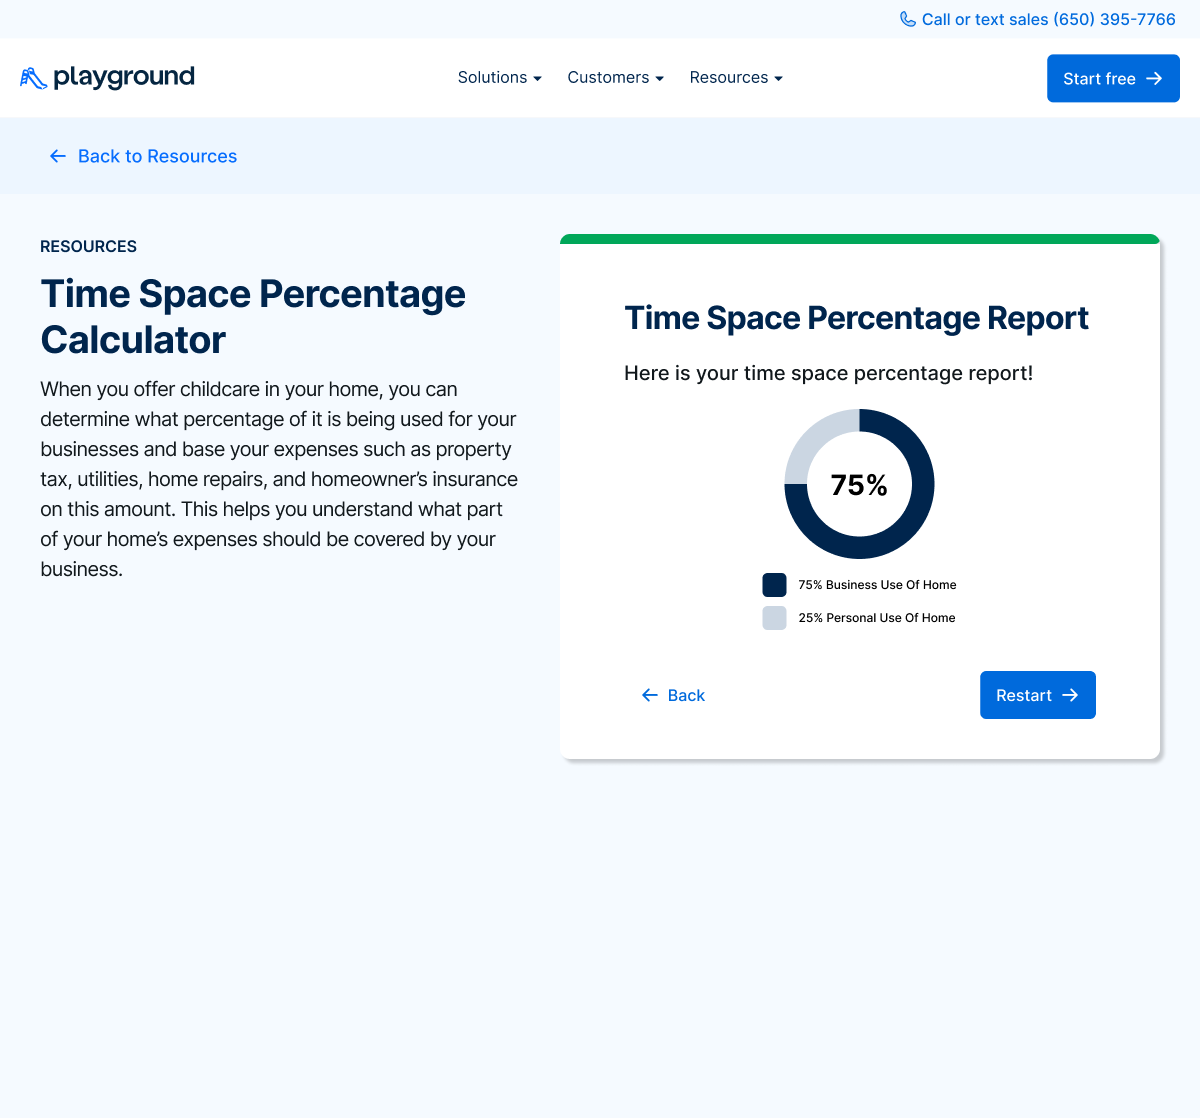 Call or text sales (650) 395-7766
playground
Solutions
Customers
Resources
Start free
Back to Resources
RESOURCES
Time Space Percentage
Calculator
When you offer childcare in your home, you can
determine what percentage of it is being used for your
businesses and base your expenses such as property
tax, utilities, home repairs, and homeowner’s insurance
on this amount. This helps you understand what part
of your home’s expenses should be covered by your
business.
Time Space Percentage Report
Here is your time space percentage report!
75%
75% Business Use Of Home
25% Personal Use Of Home
Back
Restart